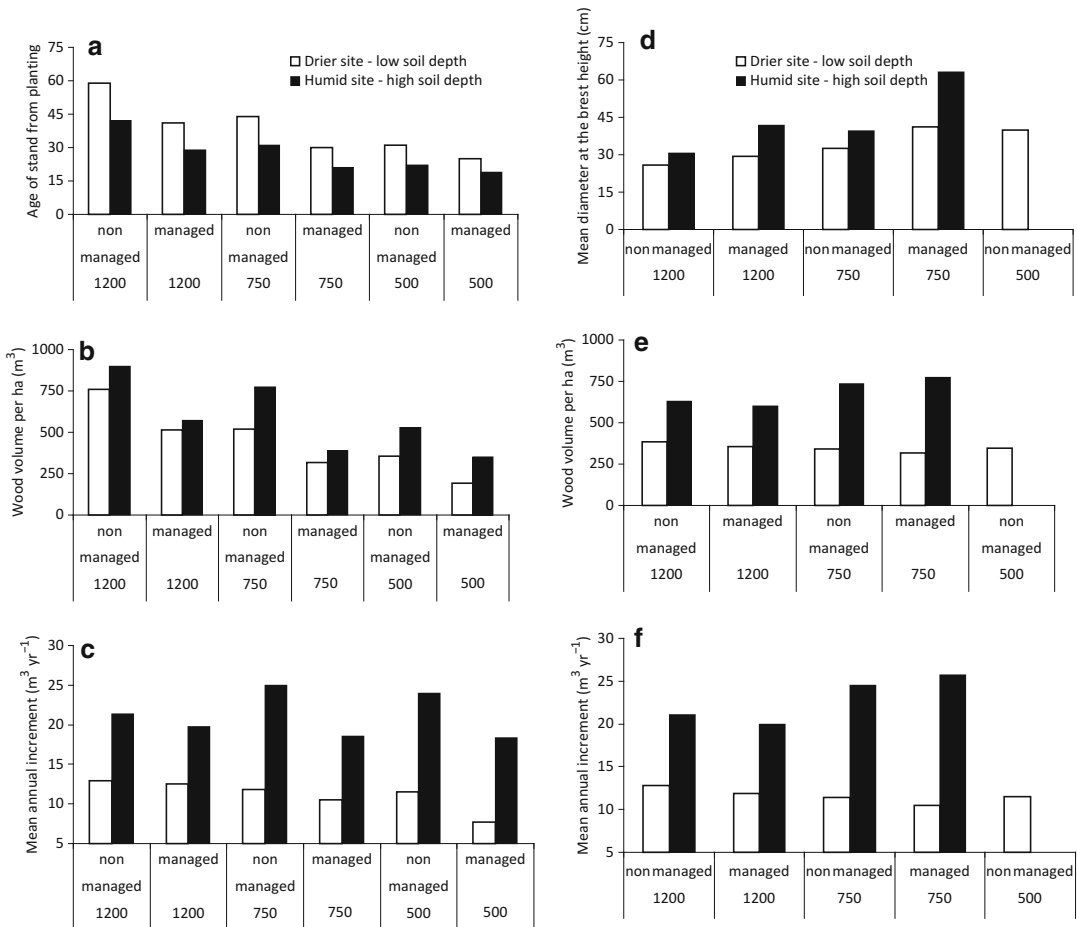 a
Age of stand from planting
75
60
45
30
15
0
Drier site - low soil depth
Humid site - high soil depth
non managed non managed non managed
managed managed managed
1200 1200 750 750 500 500
d
Mean diameter at the brest height (cm)
75
60
45
30
15
0
Drier site - low soil depth
Humid site - high soil depth
non managed managed non managed managed non managed
1200 1200 750 750 500
b
Wood volume per ha (m³)
1000
750
500
250
0
non managed non managed non managed
managed managed managed
1200 1200 750 750 500 500
e
Wood volume per ha (m³)
1000
750
500
250
0
non managed non managed non
managed managed managed
1200 1200 750 750 500
c
Mean annual increment (m³ yr⁻¹)
30
25
20
15
10
5
non managed non managed non managed
managed managed managed
1200 1200 750 750 500 500
f
Mean annual increment (m³ yr⁻¹)
30
25
20
15
10
5
non managed managed non managed managed non managed
1200 1200 750 750 500